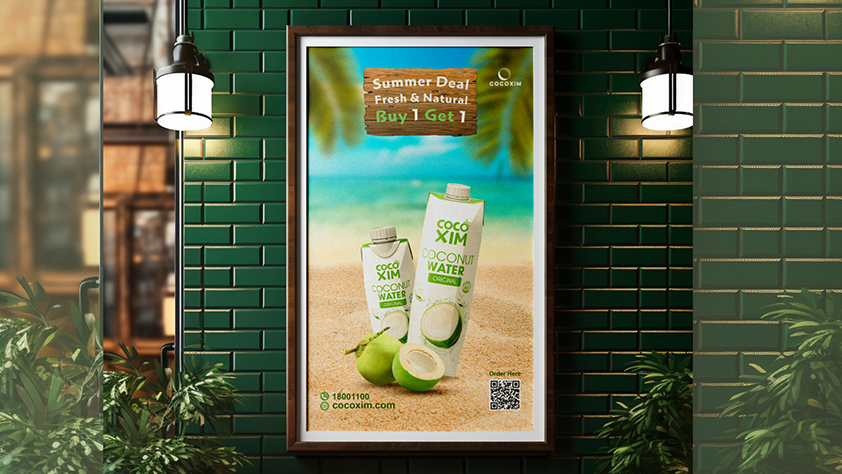 Summer Deal
Fresh & Natural
Buy 1 Get 1
COCOXIM
COCO
XIM
COCONUT
WATER
ORIGINAL
COCO
XIM
COCONUT
WATER
ORIGINAL
Order Here
18001100
cocoxim.com